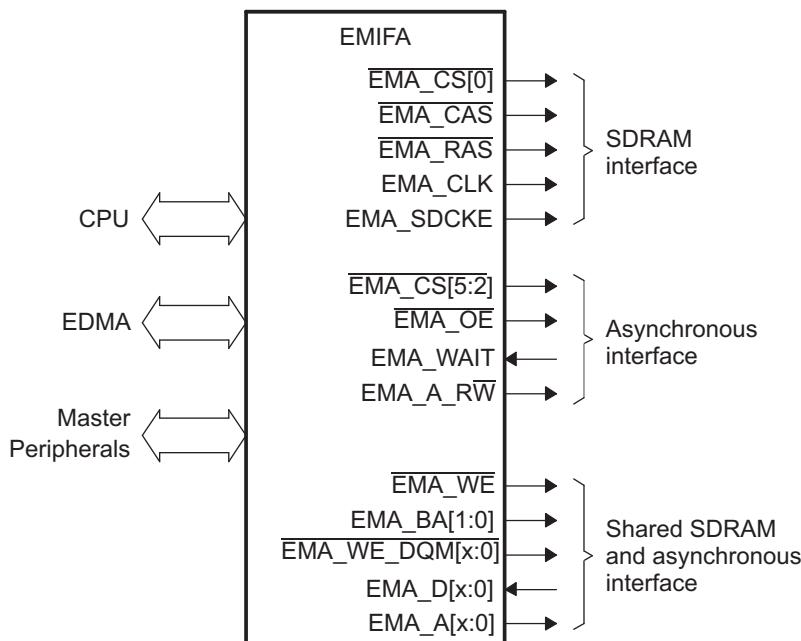 EMIFA
EMA_CS[0]
EMA_CAS
EMA_RAS
EMA_CLK
EMA_SDCKE
SDRAM
interface
CPU
EMA_CS[5:2]
EMA_OE
EMA_WAIT
EMA_A_RW
Asynchronous
interface
EDMA
Master
Peripherals
EMA_WE
EMA_BA[1:0]
EMA_WE_DQM[x:0]
EMA_D[x:0]
EMA_A[x:0]
Shared SDRAM
and asynchronous
interface